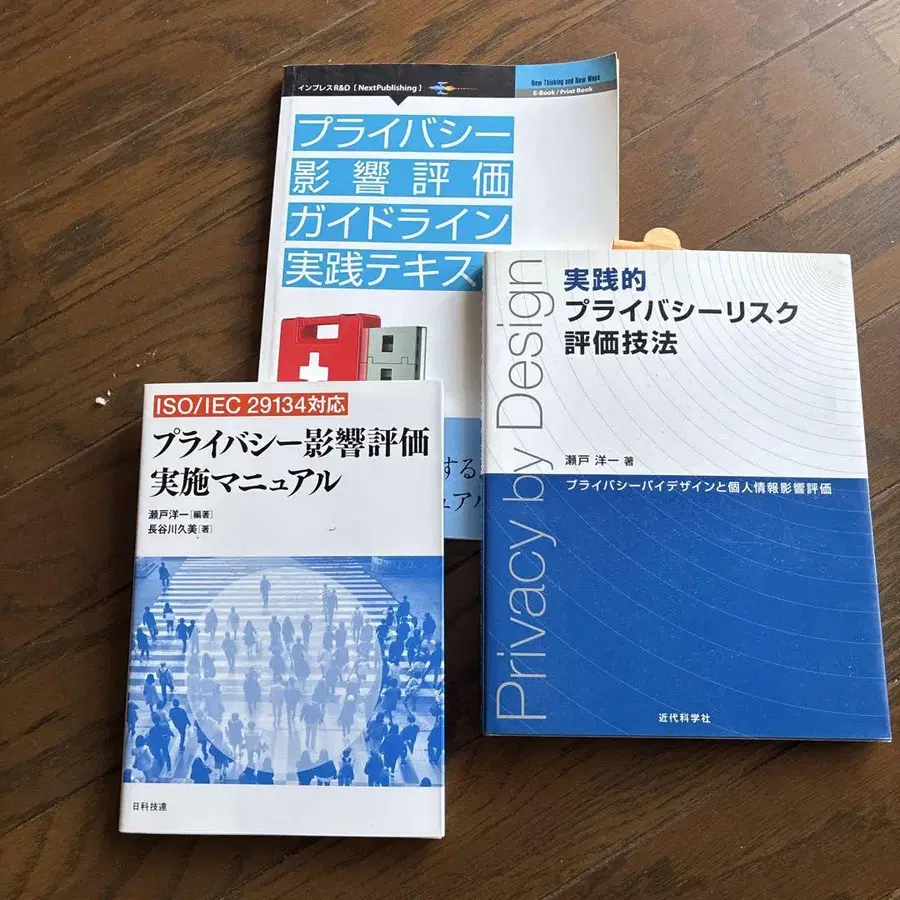 インプレスR&D [NextPublishing]
New Thinking and New Ways
E-Book / Print Book
プライバシー
影響評価
ガイドライン
実践テキス
する
ュアル
Privacy by Design
実践的
プライバシーリスク
評価技法
瀬戸 洋一 著
プライバシーバイデザインと個人情報影響評価
近代科学社
ISO/IEC 29134対応
プライバシー影響評価
実施マニュアル
瀬戸洋一[編著]
長谷川久美[著]
日科技連